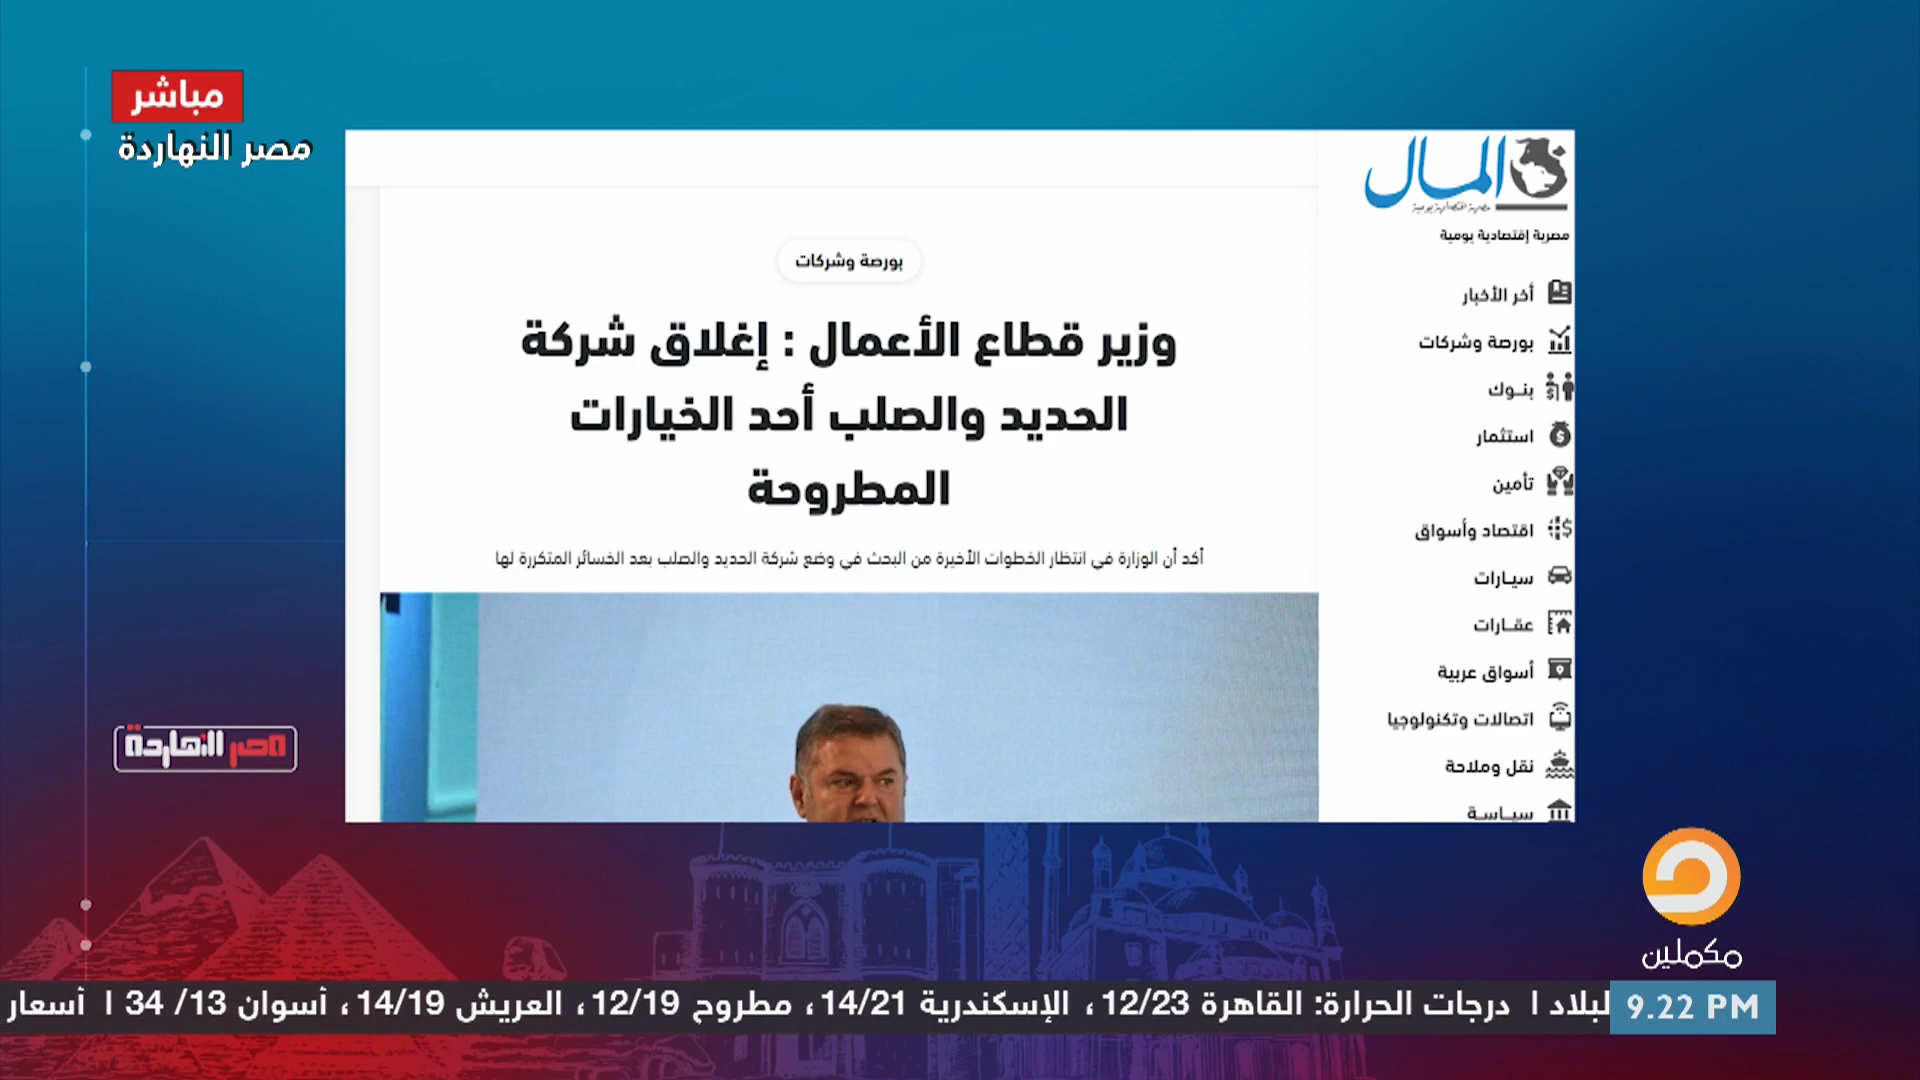 مباشر
مصر النهاردة
المال
مصرية إقتصادية يومية
بورصة وشركات
وزير قطاع الأعمال : إغلاق شركة
الحديد والصلب أحد الخيارات
المطروحة
أكد أن الوزارة في انتظار الخطوات الأخيرة من البحث في وضع شركة الحديد والصلب بعد الخسائر المتكررة لها
أخر الأخبار
بورصة وشركات
بنـوك
استثمار
تأمين
اقتصاد وأسواق
سيـارات
عقـارات
أسواق عربية
اتصالات وتكنولوجيا
نقل وملاحة
سيـاسـة
مصر النهاردة
مكملين
9.22 PM
لبلاد | درجات الحرارة: القاهرة 12/23 ، الإسكندرية 14/21 ، مطروح 12/19 ، العريش 14/19 ، أسوان 13/ 34 | أسعار